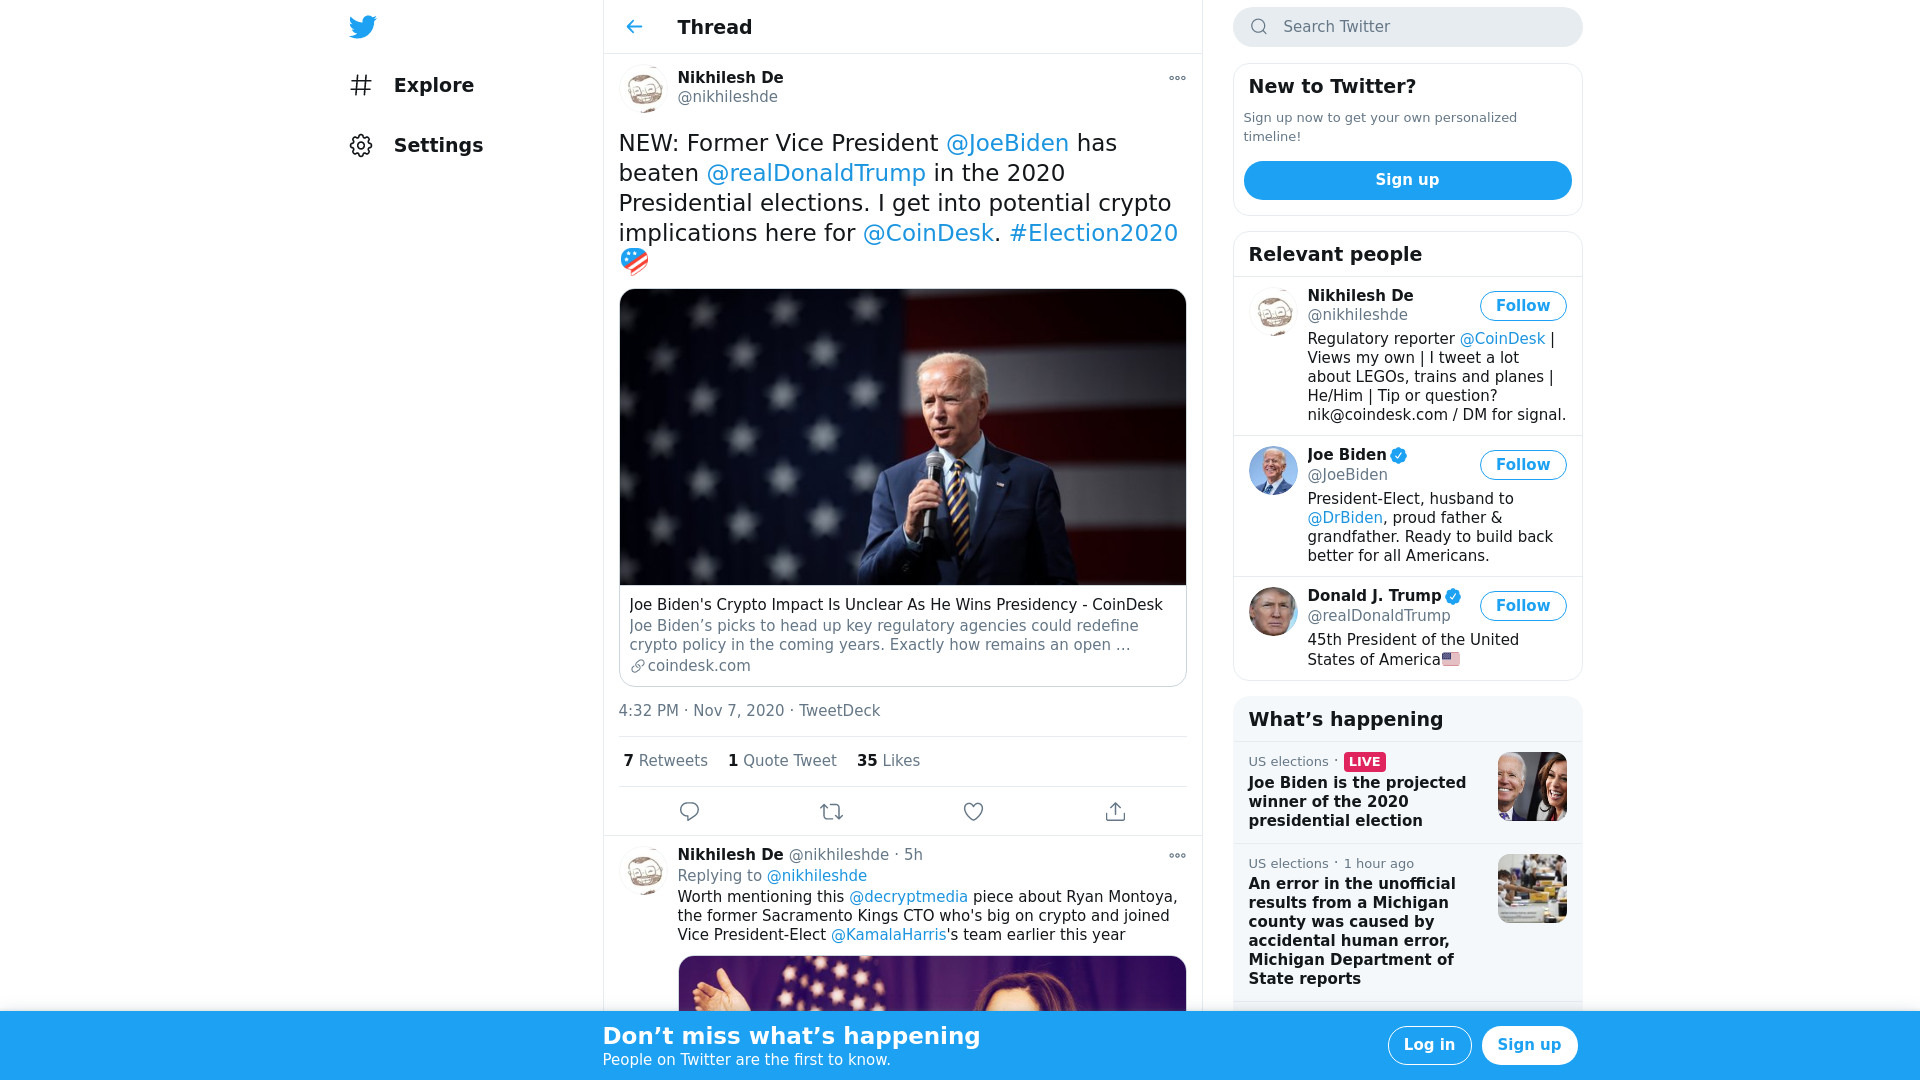 Explore
Settings
Thread
Nikhilesh De
@nikhileshde
NEW: Former Vice President @JoeBiden has
beaten @realDonaldTrump in the 2020
Presidential elections. I get into potential crypto
implications here for @CoinDesk. #Election2020
Joe Biden's Crypto Impact Is Unclear As He Wins Presidency - CoinDesk
Joe Biden’s picks to head up key regulatory agencies could redefine
crypto policy in the coming years. Exactly how remains an open …
coindesk.com
4:32 PM · Nov 7, 2020 · TweetDeck
7 Retweets 1 Quote Tweet 35 Likes
Nikhilesh De @nikhileshde · 5h
Replying to @nikhileshde
Worth mentioning this @decryptmedia piece about Ryan Montoya,
the former Sacramento Kings CTO who's big on crypto and joined
Vice President-Elect @KamalaHarris's team earlier this year
Search Twitter
New to Twitter?
Sign up now to get your own personalized
timeline!
Sign up
Relevant people
Nikhilesh De
@nikhileshde
Follow
Regulatory reporter @CoinDesk |
Views my own | I tweet a lot
about LEGOs, trains and planes |
He/Him | Tip or question?
nik@coindesk.com / DM for signal.
Joe Biden
@JoeBiden
Follow
President-Elect, husband to
@DrBiden, proud father &
grandfather. Ready to build back
better for all Americans.
Donald J. Trump
@realDonaldTrump
Follow
45th President of the United
States of America🇺🇸
What’s happening
US elections · LIVE
Joe Biden is the projected
winner of the 2020
presidential election
US elections · 1 hour ago
An error in the unofficial
results from a Michigan
county was caused by
accidental human error,
Michigan Department of
State reports
Don’t miss what’s happening
People on Twitter are the first to know.
Log in
Sign up